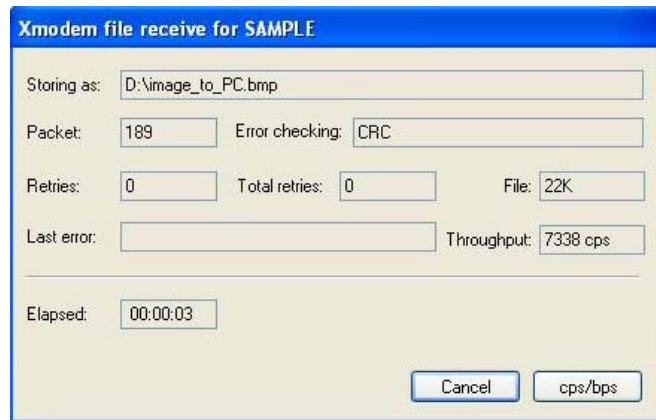 Xmodem file receive for SAMPLE
Storing as: D:\image_to_PC.bmp
Packet: 189 Error checking: CRC
Retries: 0 Total retries: 0 File: 22K
Last error: Throughput: 7338 cps
Elapsed: 00:00:03
Cancel cps/bps